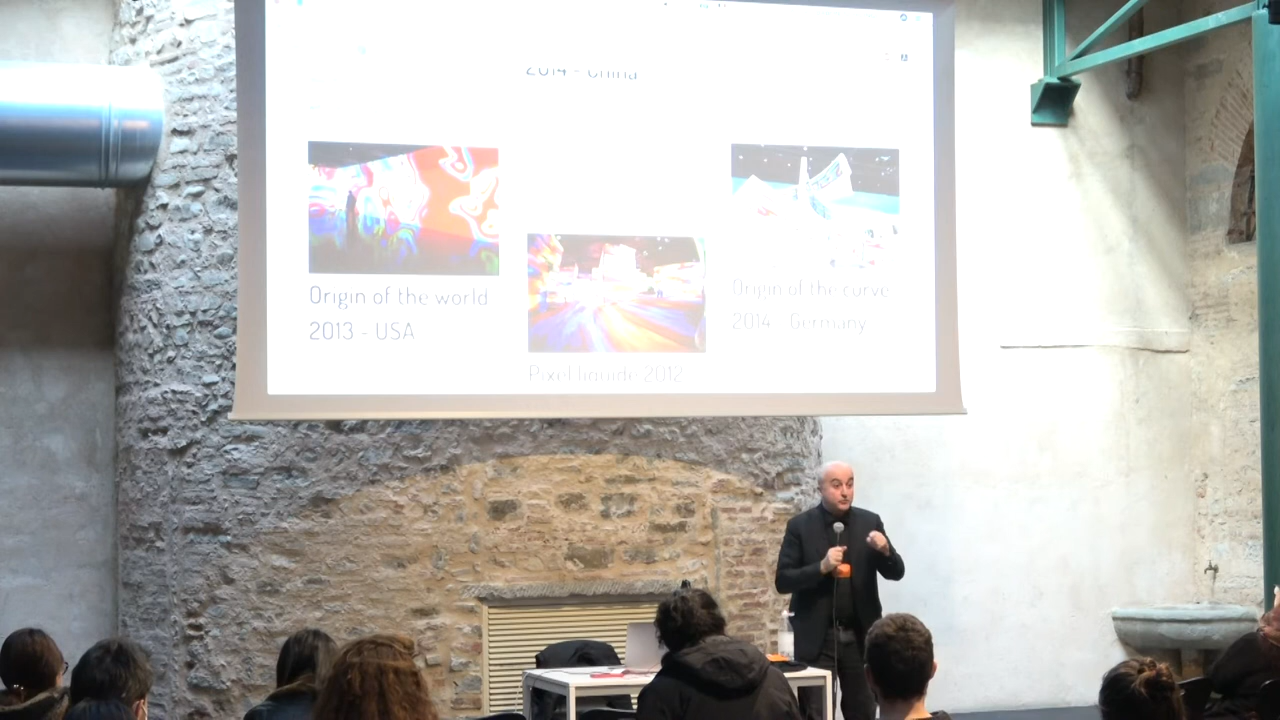 2014 - China
Origin of the world
2013 - USA
Origin of the curve
2014 - Germany
Pixel liquide 2012